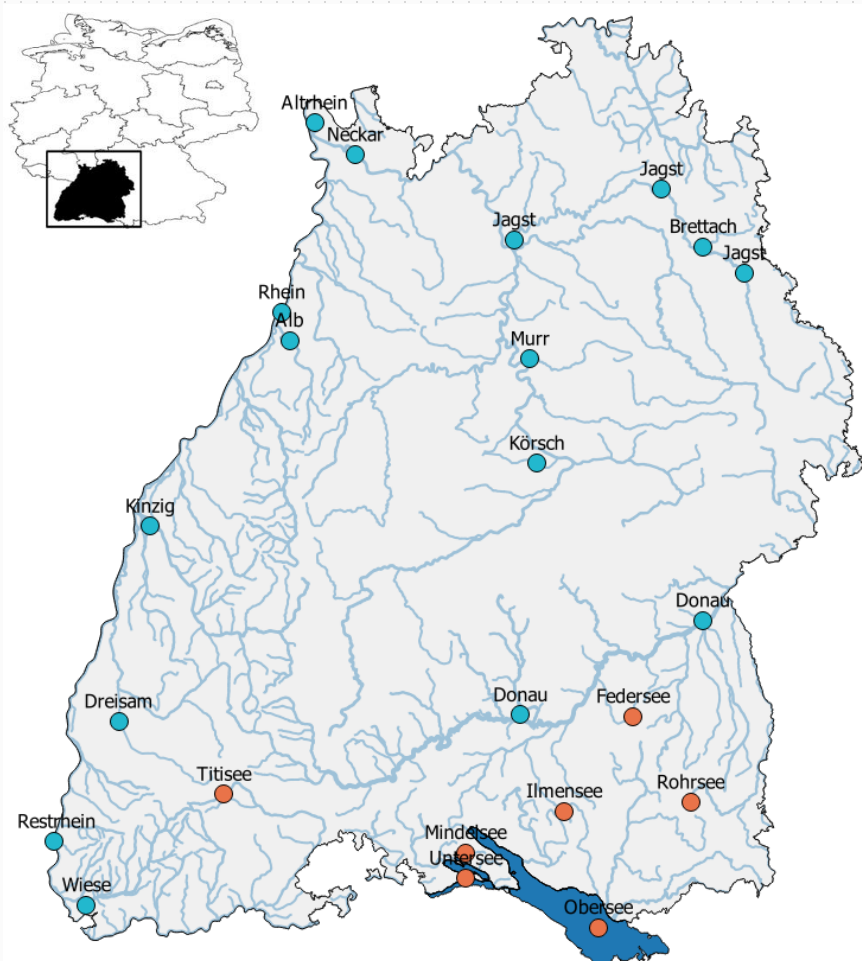 Altrhein
Neckar
Jagst
Jagst
Brettach
Jagst
Rhein
Alb
Murr
Körsch
Kinzig
Donau
Dreisam
Donau
Federsee
Titisee
Ilmensee
Rohrsee
Restrhein
Mindelsee
Untersee
Wiese
Obersee